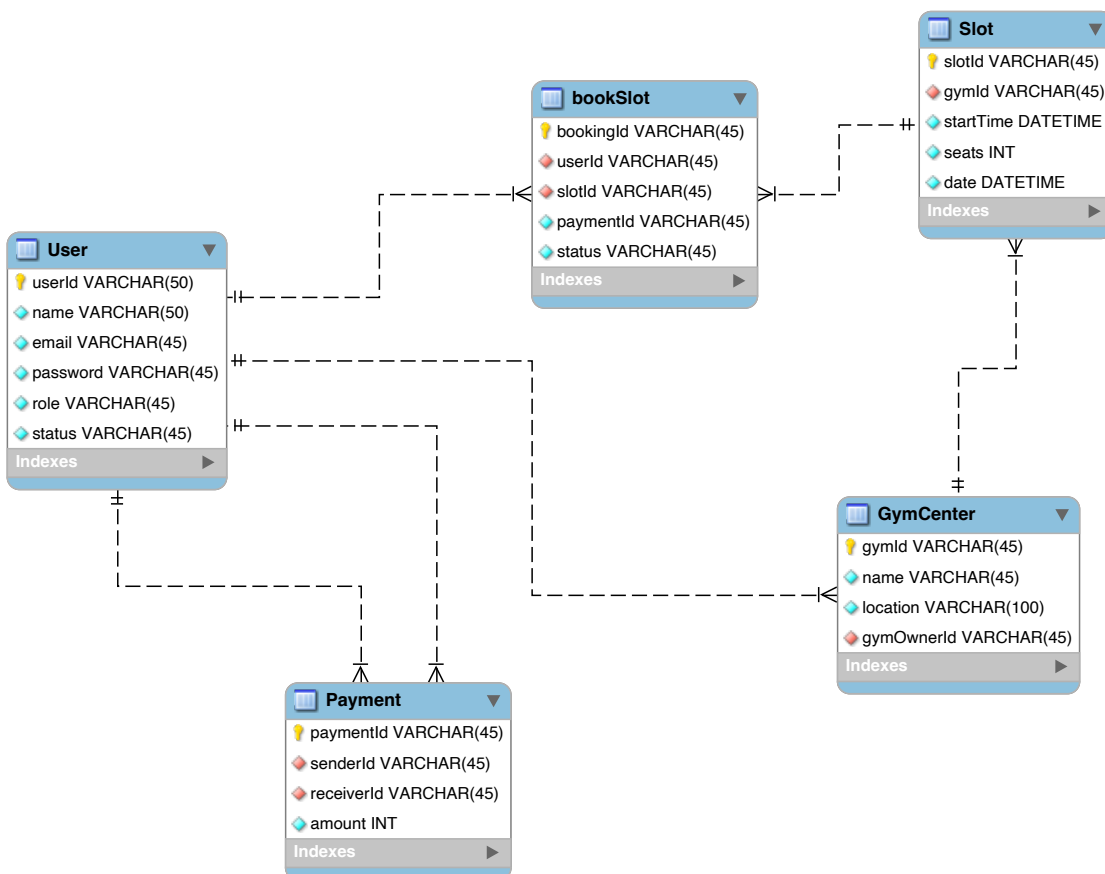 Slot
slotId VARCHAR(45)
gymId VARCHAR(45)
startTime DATETIME
seats INT
date DATETIME
Indexes
bookSlot
bookingId VARCHAR(45)
userId VARCHAR(45)
slotId VARCHAR(45)
paymentId VARCHAR(45)
status VARCHAR(45)
Indexes
User
userId VARCHAR(50)
name VARCHAR(50)
email VARCHAR(45)
password VARCHAR(45)
role VARCHAR(45)
status VARCHAR(45)
Indexes
GymCenter
gymId VARCHAR(45)
name VARCHAR(45)
location VARCHAR(100)
gymOwnerId VARCHAR(45)
Indexes
Payment
paymentId VARCHAR(45)
senderId VARCHAR(45)
receiverId VARCHAR(45)
amount INT
Indexes